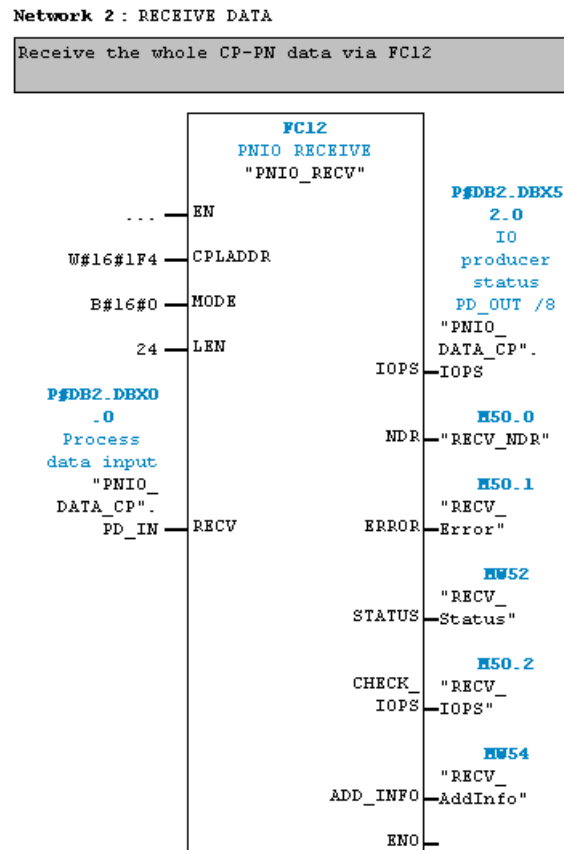 Network 2 : RECEIVE DATA
Receive the whole CP-PN data via FC12
FC12
PNIO RECEIVE
"PNIO_RECV"
... EN
W#16#1F4 CPLADDR
B#16#0 MODE
24 LEN
P#DB2.DBX0
.0
Process
data input
"PNIO_
DATA_CP".
PD_IN RECV
P#DB2.DBX5
2.0
IO
producer
status
PD_OUT /8
"PNIO_
DATA_CP".
IOPS IOPS
M50.0
NDR "RECV_NDR"
M50.1
"RECV_
ERROR Error"
MW52
"RECV_
STATUS Status"
M50.2
CHECK_ "RECV_
IOPS IOPS"
MW54
"RECV_
ADD_INFO AddInfo"
ENO